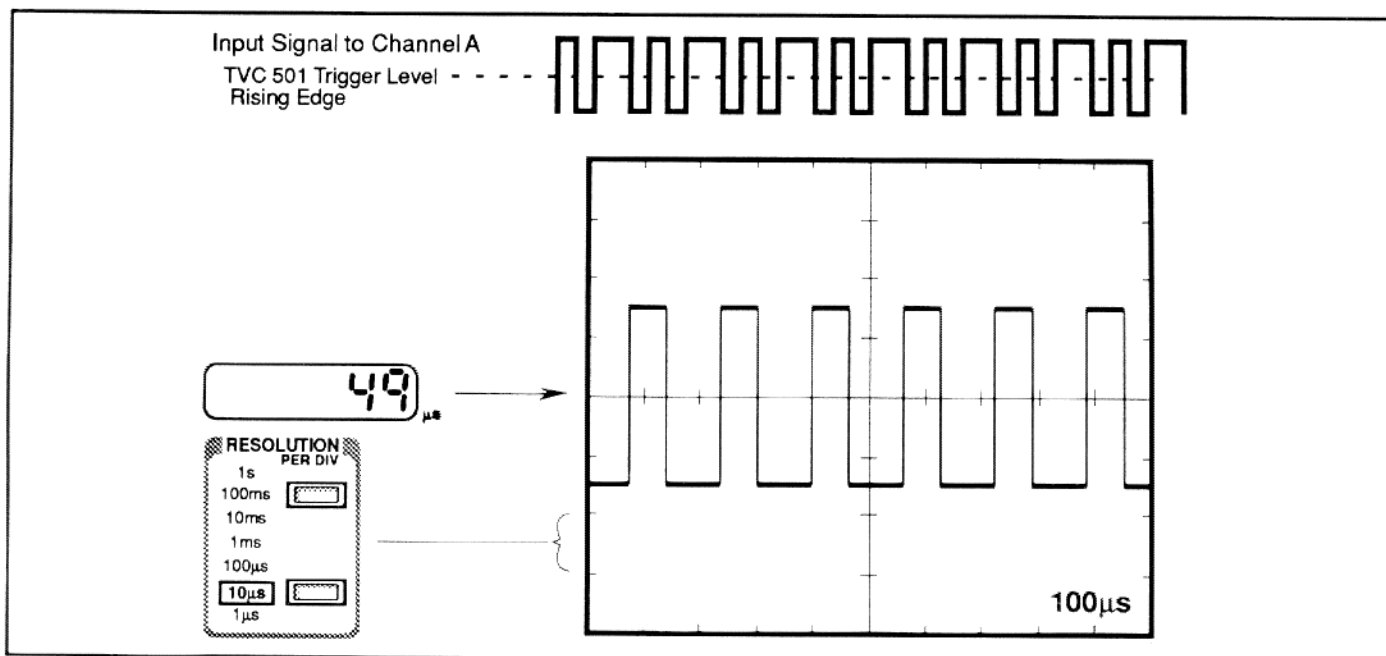 Input Signal to Channel A
TVC 501 Trigger Level
Rising Edge
49
μs
RESOLUTION
PER DIV
1s
100ms
10ms
1ms
100μs
10μs
1μs
100μs